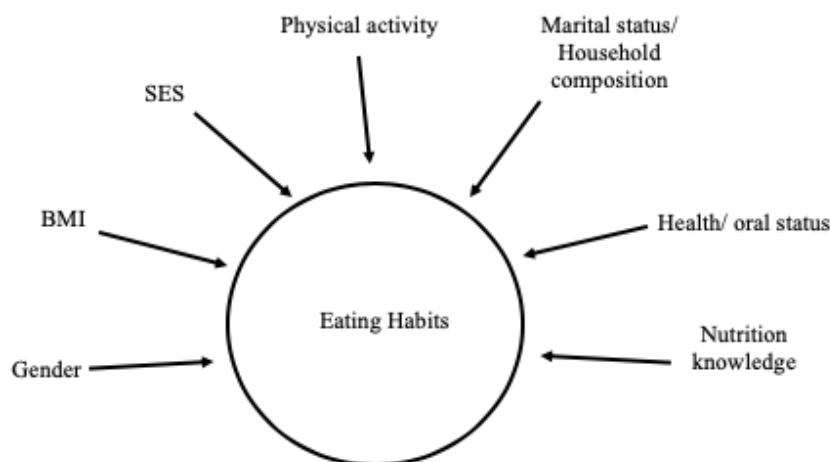 Physical activity
Marital status/
Household
composition
SES
BMI
Health/ oral status
Eating Habits
Nutrition
knowledge
Gender